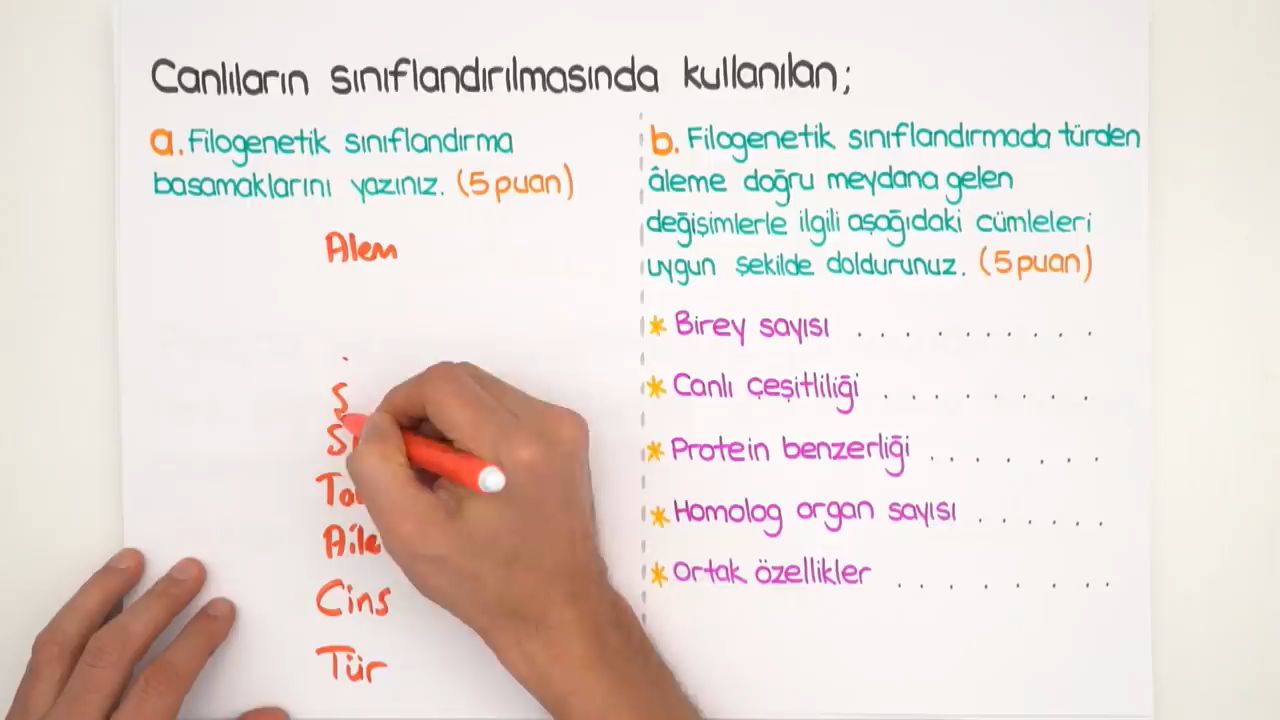 Canlıların sınıflandırılmasında kullanılan;
a. Filogenetik sınıflandırma
basamaklarını yazınız. (5 puan)
Alem
Aile
Cins
Tür
b. Filogenetik sınıflandırmada türden
âleme doğru meydana gelen
değişimlerle ilgili aşağıdaki cümleleri
uygun şekilde doldurunuz. (5 puan)
* Birey sayısı . . . . . . . . . .
* Canlı çeşitliliği . . . . . . . .
* Protein benzerliği . . . . . . .
* Homolog organ sayısı . . . . . .
* Ortak özellikler . . . . . . . .